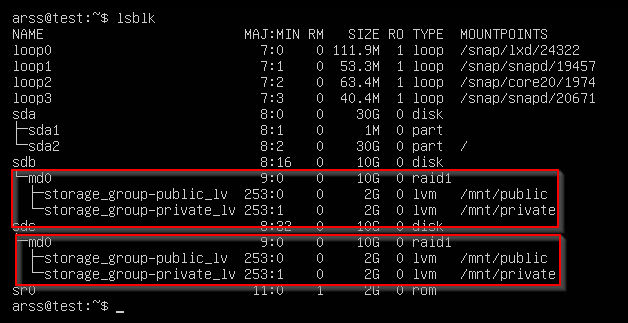 arss@test:~$ lsblk
NAME MAJ:MIN RM SIZE RO TYPE MOUNTPOINTS
loop0 7:0 0 111.9M 1 loop /snap/lxd/24322
loop1 7:1 0 53.3M 1 loop /snap/snapd/19457
loop2 7:2 0 63.4M 1 loop /snap/core20/1974
loop3 7:3 0 40.4M 1 loop /snap/snapd/20671
sda 8:0 0 30G 0 disk
├─sda1 8:1 0 1M 0 part
└─sda2 8:2 0 30G 0 part /
sdb 8:16 0 10G 0 disk
└─md0 9:0 0 10G 0 raid1
├─storage_group-public_lv 253:0 0 2G 0 lvm /mnt/public
└─storage_group-private_lv 253:1 0 2G 0 lvm /mnt/private
sdc 8:32 0 10G 0 disk
└─md0 9:0 0 10G 0 raid1
├─storage_group-public_lv 253:0 0 2G 0 lvm /mnt/public
└─storage_group-private_lv 253:1 0 2G 0 lvm /mnt/private
sr0 11:0 1 2G 0 rom
arss@test:~$ _